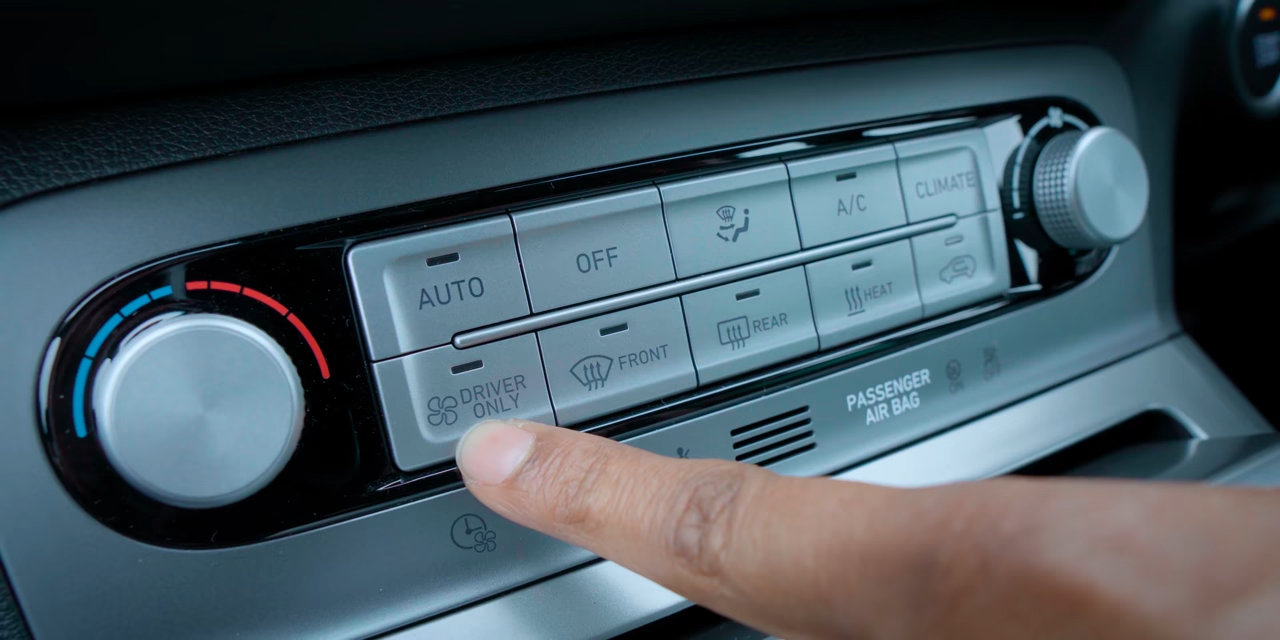 AUTO
OFF
A/C
CLIMATE
DRIVER
ONLY
FRONT
REAR
HEAT
PASSENGER
AIR BAG